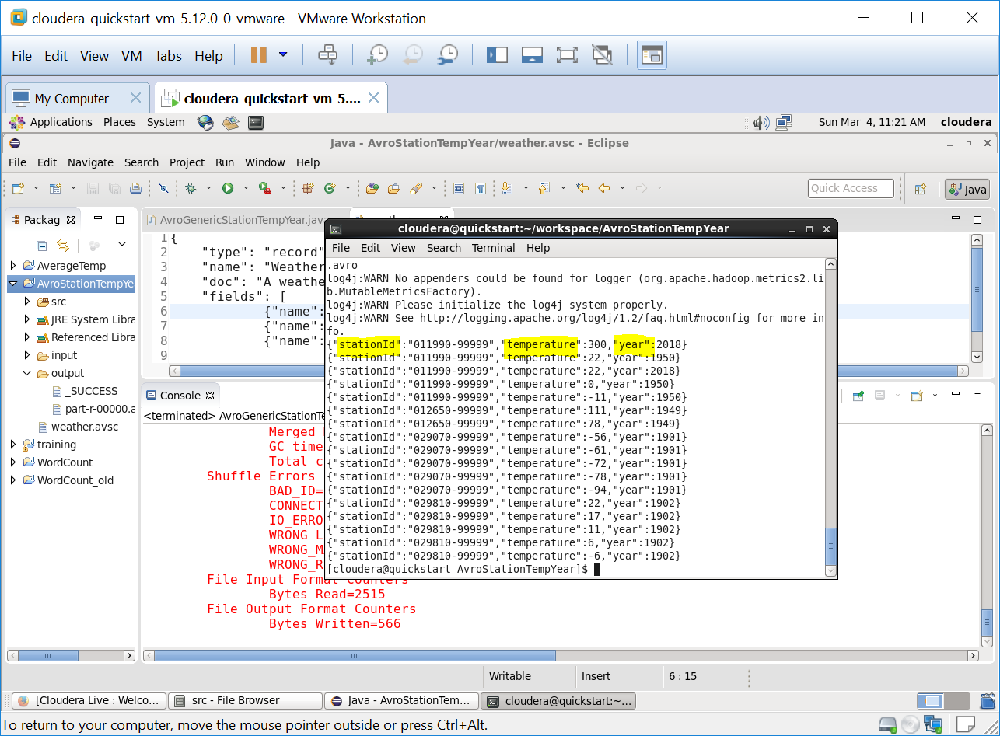 cloudera-quickstart-vm-5.12.0-0-vmware - VMware Workstation
File Edit View VM Tabs Help
My Computer
cloudera-quickstart-vm-5....
Applications Places System
Sun Mar 4, 11:21 AM cloudera
Java - AvroStationTempYear/weather.avsc - Eclipse
File Edit Navigate Search Project Run Window Help
Quick Access
Java
Packag
AverageTemp
AvroStationTempYea
src
JRE System Libra
Referenced Libra
input
output
_SUCCESS
part-r-00000.a
weather.avsc
training
WordCount
WordCount_old
AvroGenericStationTempYear.java
1 {
2 "type": "record"
3 "name": "Weather
4 "doc": "A weathe
5 "fields": [
6 {"name":
7 {"name":
8 {"name":
9
cloudera@quickstart:~/workspace/AvroStationTempYear
File Edit View Search Terminal Help
.avro
log4j:WARN No appenders could be found for logger (org.apache.hadoop.metrics2.li
b.MutableMetricsFactory).
log4j:WARN Please initialize the log4j system properly.
log4j:WARN See http://logging.apache.org/log4j/1.2/faq.html#noconfig for more in
fo.
{"stationId":"011990-99999","temperature":300,"year":2018}
{"stationId":"011990-99999","temperature":22,"year":1950}
{"stationId":"011990-99999","temperature":22,"year":2018}
{"stationId":"011990-99999","temperature":0,"year":1950}
{"stationId":"011990-99999","temperature":-11,"year":1950}
{"stationId":"012650-99999","temperature":111,"year":1949}
{"stationId":"012650-99999","temperature":78,"year":1949}
{"stationId":"029070-99999","temperature":-56,"year":1901}
{"stationId":"029070-99999","temperature":-61,"year":1901}
{"stationId":"029070-99999","temperature":-72,"year":1901}
{"stationId":"029070-99999","temperature":-78,"year":1901}
{"stationId":"029070-99999","temperature":-94,"year":1901}
{"stationId":"029810-99999","temperature":22,"year":1902}
{"stationId":"029810-99999","temperature":17,"year":1902}
{"stationId":"029810-99999","temperature":11,"year":1902}
{"stationId":"029810-99999","temperature":6,"year":1902}
{"stationId":"029810-99999","temperature":-6,"year":1902}
[cloudera@quickstart AvroStationTempYear]$
Console
<terminated> AvroGenericStationTe
Merged
GC time
Total c
Shuffle Errors
BAD_ID=
CONNECT
IO_ERRO
WRONG_L
WRONG_M
WRONG_R
File Input Format Counters
Bytes Read=2515
File Output Format Counters
Bytes Written=566
Writable
Insert
6 : 15
[Cloudera Live : Welco...
src - File Browser
Java - AvroStationTem...
cloudera@quickstart:~...
To return to your computer, move the mouse pointer outside or press Ctrl+Alt.